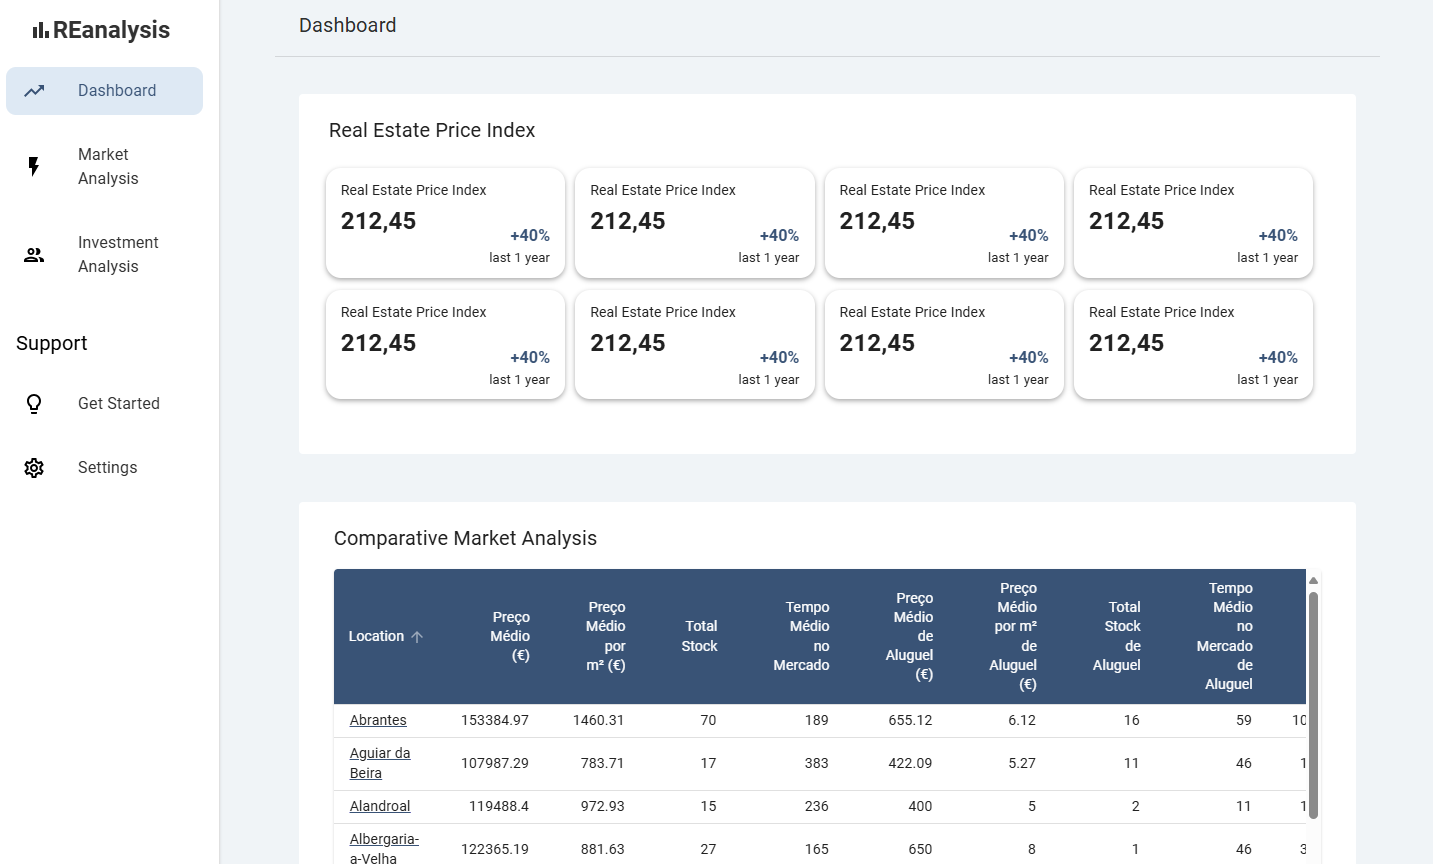 REanalysis
Dashboard
Market
Analysis
Investment
Analysis
Support
Get Started
Settings
Dashboard
Real Estate Price Index
Real Estate Price Index
212,45
+40%
last 1 year
Real Estate Price Index
212,45
+40%
last 1 year
Real Estate Price Index
212,45
+40%
last 1 year
Real Estate Price Index
212,45
+40%
last 1 year
Real Estate Price Index
212,45
+40%
last 1 year
Real Estate Price Index
212,45
+40%
last 1 year
Real Estate Price Index
212,45
+40%
last 1 year
Real Estate Price Index
212,45
+40%
last 1 year
Comparative Market Analysis
Location
Preço
Médio
(€)
Preço
Médio
por
m² (€)
Total
Stock
Tempo
Médio
no
Mercado
Preço
Médio
de
Aluguel
(€)
Preço
Médio
por m²
de
Aluguel
(€)
Total
Stock
de
Aluguel
Tempo
Médio
no
Mercado
de
Aluguel
Abrantes 153384.97 1460.31 70 189 655.12 6.12 16 59
Aguiar da
Beira 107987.29 783.71 17 383 422.09 5.27 11 46
Alandroal 119488.4 972.93 15 236 400 5 2 11
Albergaria-
a-Velha 122365.19 881.63 27 165 650 8 1 46